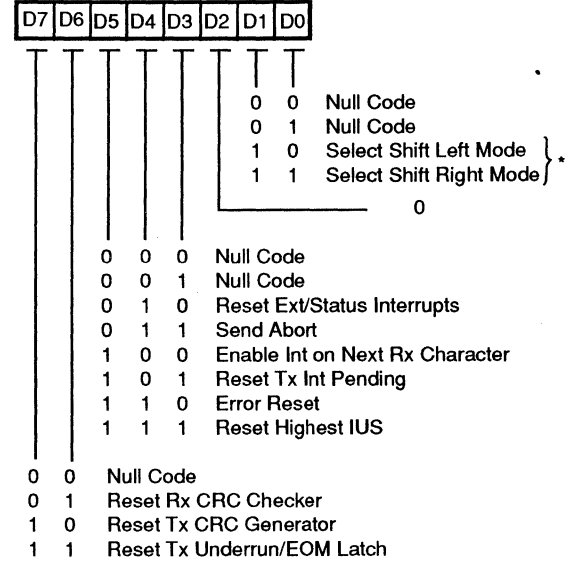 D7 D6 D5 D4 D3 D2 D1 D0
0 0 Null Code
0 1 Null Code
1 0 Select Shift Left Mode
1 1 Select Shift Right Mode
*
0
0 0 0 Null Code
0 0 1 Null Code
0 1 0 Reset Ext/Status Interrupts
0 1 1 Send Abort
1 0 0 Enable Int on Next Rx Character
1 0 1 Reset Tx Int Pending
1 1 0 Error Reset
1 1 1 Reset Highest IUS
0 0 Null Code
0 1 Reset Rx CRC Checker
1 0 Reset Tx CRC Generator
1 1 Reset Tx Underrun/EOM Latch